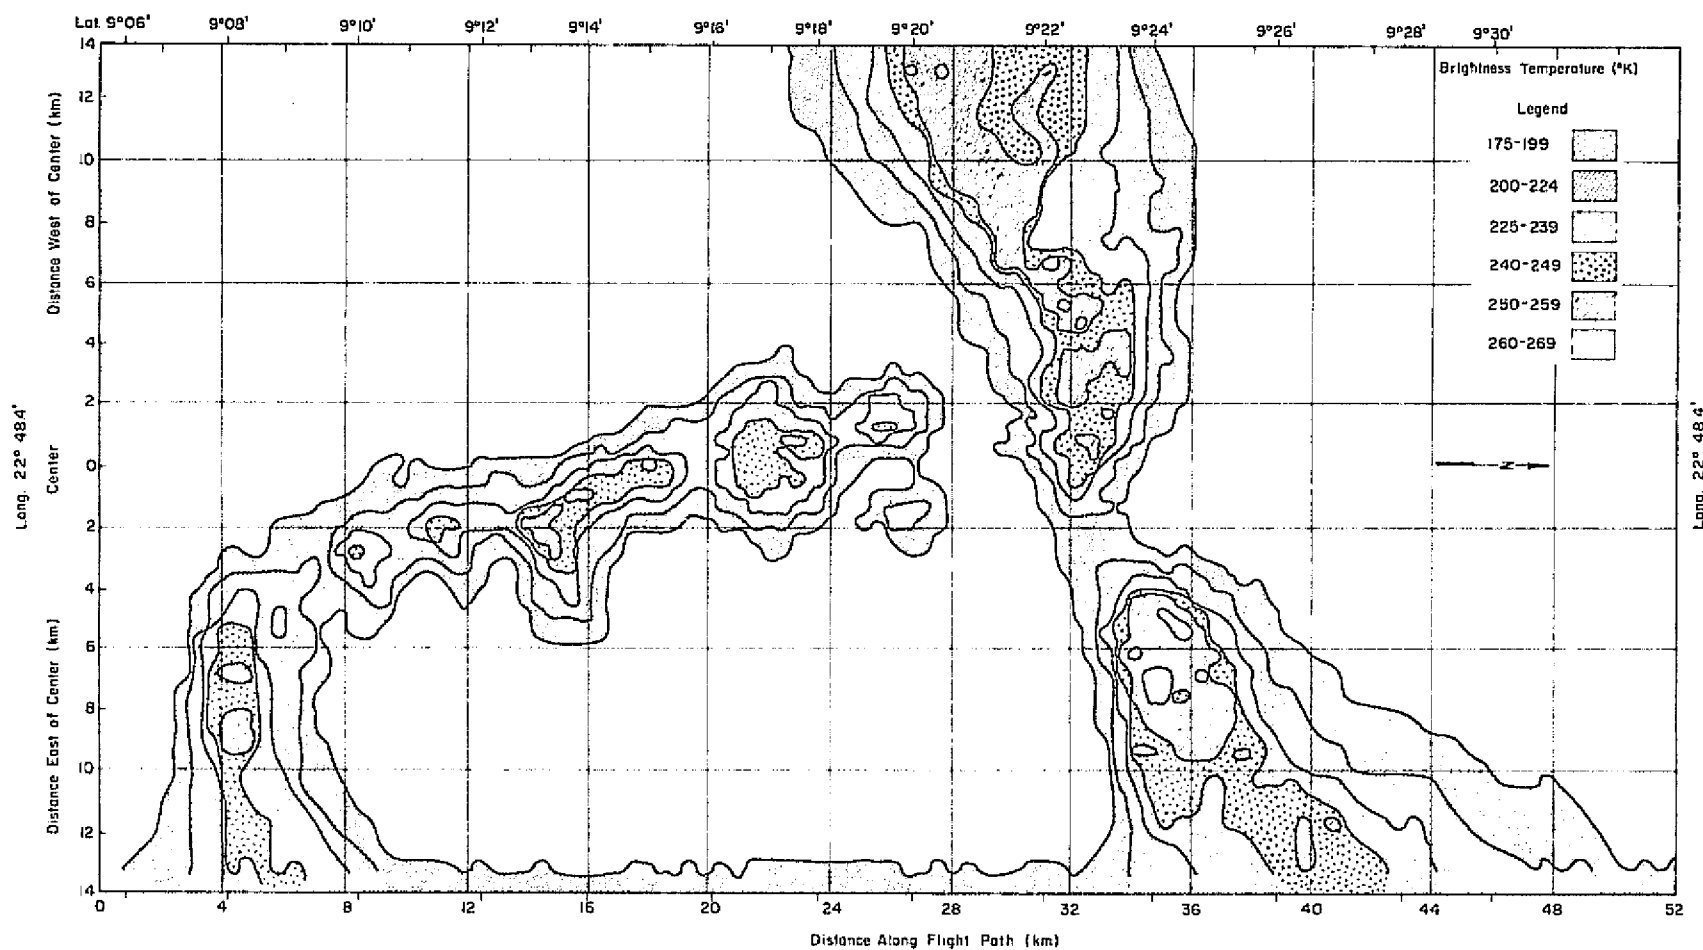 Lat. 9°06' 9°08' 9°10' 9°12' 9°14' 9°16' 9°18' 9°20' 9°22' 9°24' 9°26' 9°28' 9°30'
14
12
10
8
6
4
2
0
2
4
6
8
10
12
14
Distance West of Center (km)
Center
Distance East of Center (km)
Long. 22° 48.4'
Brightness Temperature (°K)
Legend
175-199
200-224
225-239
240-249
250-259
260-269
N
Long. 22° 48.4'
0 4 8 12 16 20 24 28 32 36 40 44 48 52
Distance Along Flight Path (km)